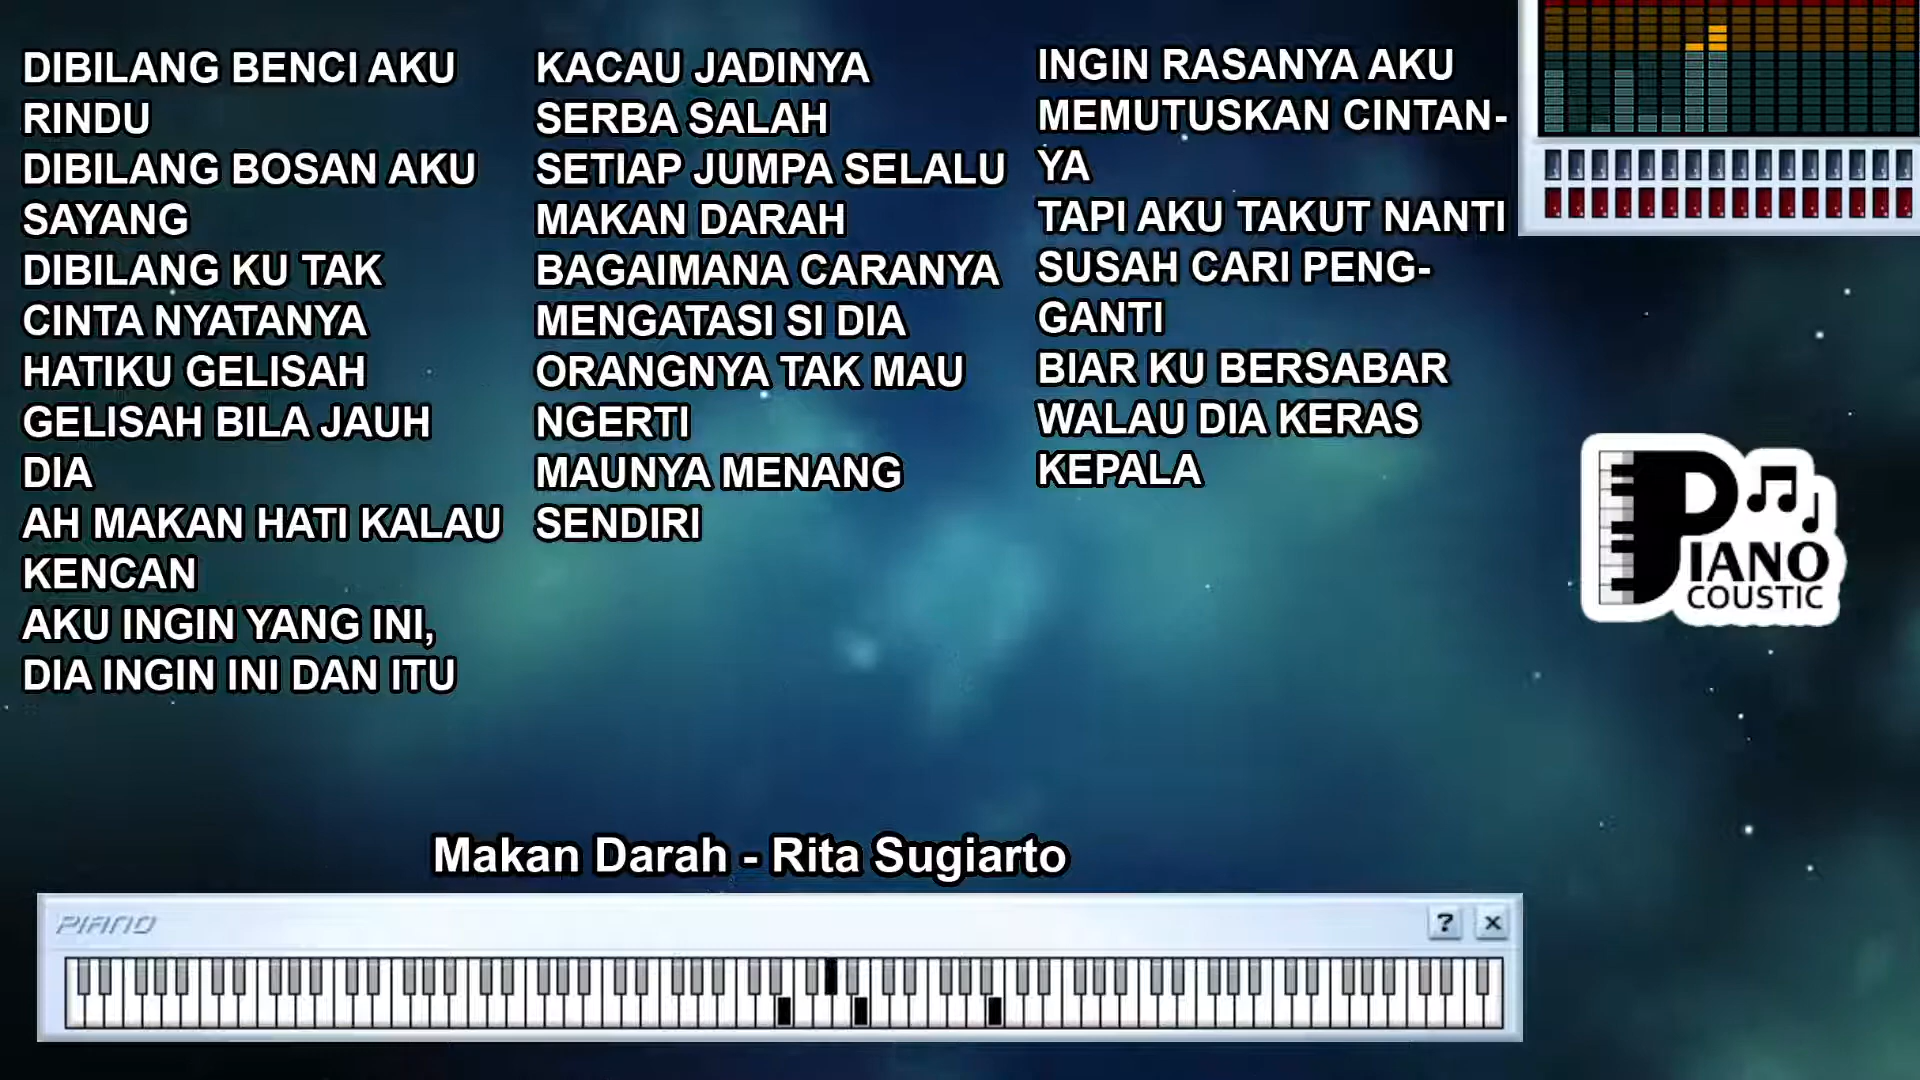 DIBILANG BENCI AKU
RINDU
DIBILANG BOSAN AKU
SAYANG
DIBILANG KU TAK
CINTA NYATANYA
HATIKU GELISAH
GELISAH BILA JAUH
DIA
AH MAKAN HATI KALAU
KENCAN
AKU INGIN YANG INI,
DIA INGIN INI DAN ITU
KACAU JADINYA
SERBA SALAH
SETIAP JUMPA SELALU
MAKAN DARAH
BAGAIMANA CARANYA
MENGATASI SI DIA
ORANGNYA TAK MAU
NGERTI
MAUNYA MENANG
SENDIRI
INGIN RASANYA AKU
MEMUTUSKAN CINTAN-
YA
TAPI AKU TAKUT NANTI
SUSAH CARI PENG-
GANTI
BIAR KU BERSABAR
WALAU DIA KERAS
KEPALA
PIANO
COUSTIC
Makan Darah - Rita Sugiarto
PIANO
? ×